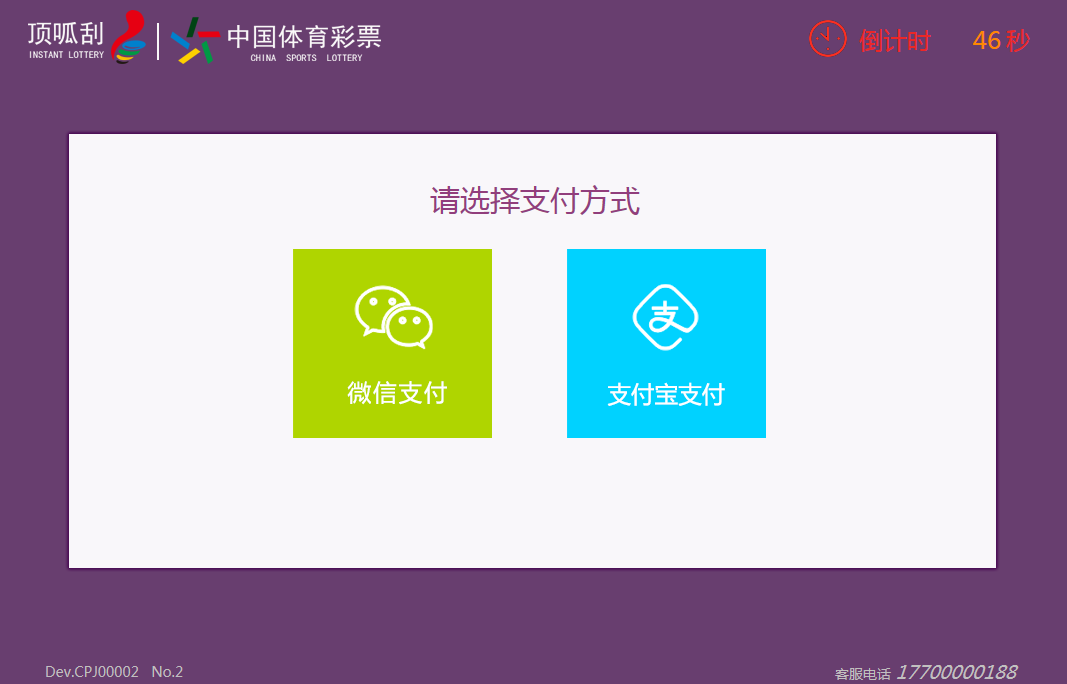 顶呱刮
INSTANT LOTTERY
中国体育彩票
CHINA SPORTS LOTTERY
倒计时 46 秒
请选择支付方式
微信支付
支付宝支付
Dev.CPJ00002 No.2
客服电话 17700000188